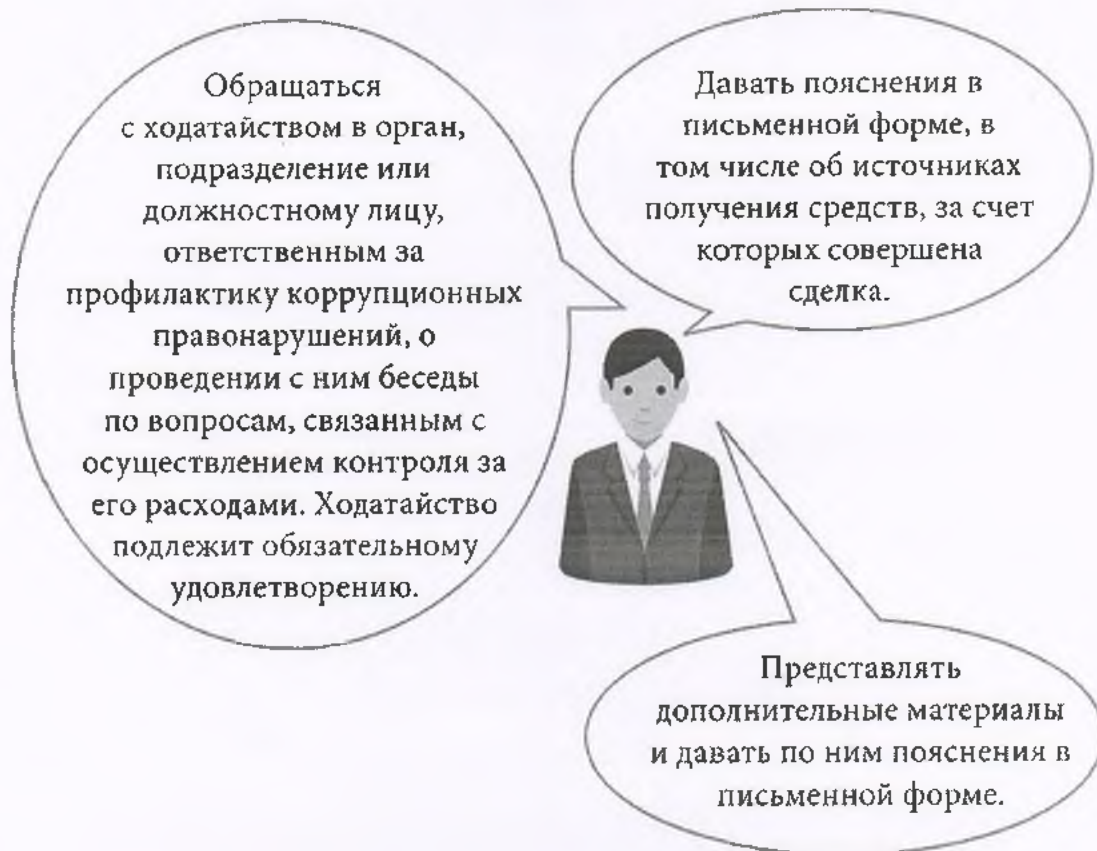 Обращаться
с ходатайством в орган,
подразделение или
должностному лицу,
ответственным за
профилактику коррупционных
правонарушений, о
проведении с ним беседы
по вопросам, связанным с
осуществлением контроля за
его расходами. Ходатайство
подлежит обязательному
удовлетворению.
Давать пояснения в
письменной форме, в
том числе об источниках
получения средств, за счет
которых совершена
сделка.
Представлять
дополнительные материалы
и давать по ним пояснения в
письменной форме.